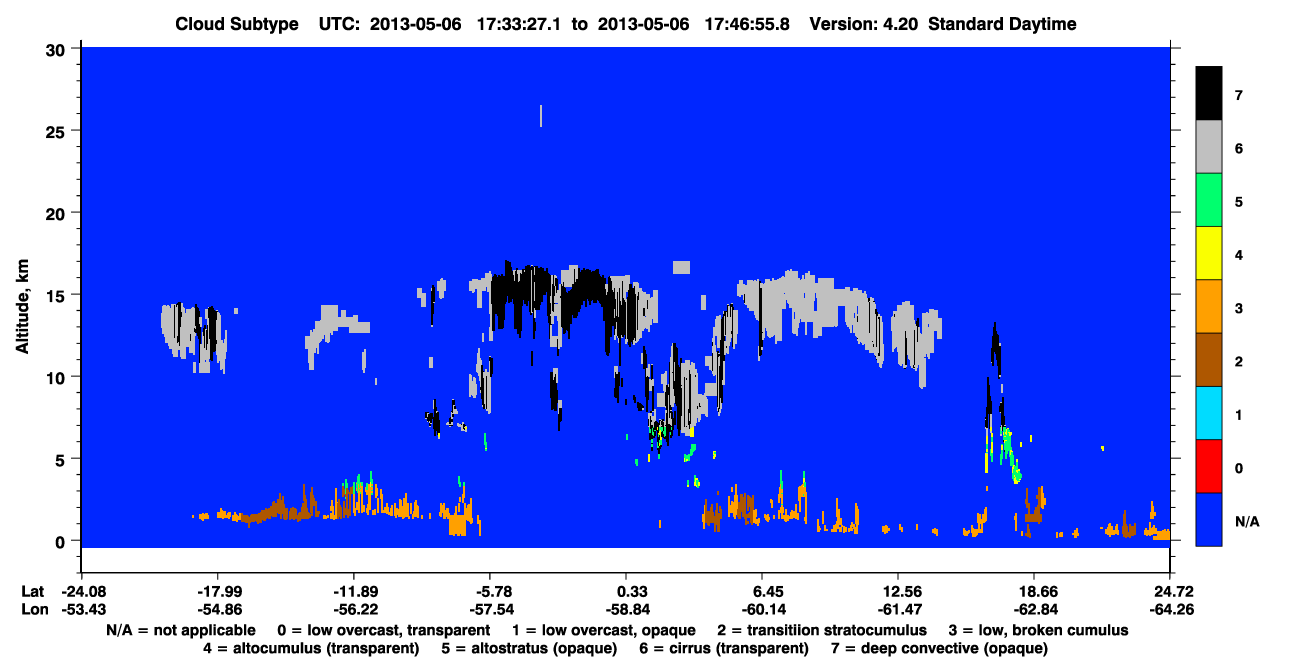 Cloud Subtype UTC: 2013-05-06 17:33:27.1 to 2013-05-06 17:46:55.8 Version: 4.20 Standard Daytime
30
25
20
15
10
5
0
Altitude, km
7
6
5
4
3
2
1
0
N/A
Lat -24.08 -17.99 -11.89 -5.78 0.33 6.45 12.56 18.66 24.72
Lon -53.43 -54.86 -56.22 -57.54 -58.84 -60.14 -61.47 -62.84 -64.26
N/A = not applicable 0 = low overcast, transparent 1 = low overcast, opaque 2 = transitiion stratocumulus 3 = low, broken cumulus
4 = altocumulus (transparent) 5 = altostratus (opaque) 6 = cirrus (transparent) 7 = deep convective (opaque)